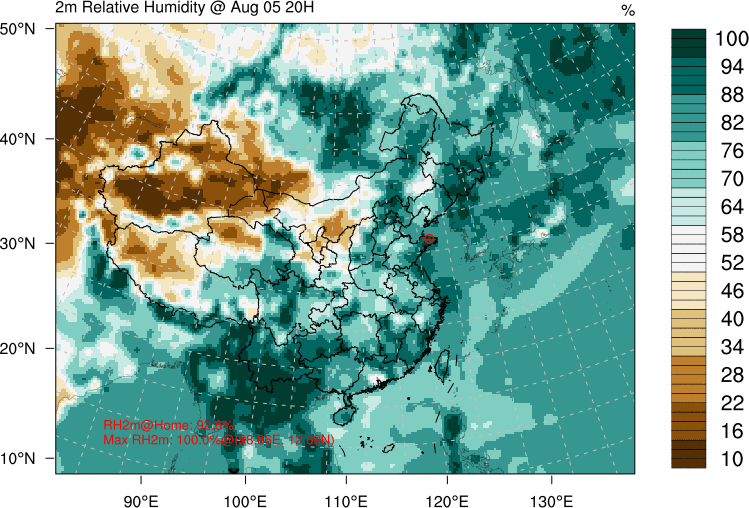 2m Relative Humidity @ Aug 05 20H
%
50°N
40°N
30°N
20°N
10°N
90°E 100°E 110°E 120°E 130°E
100
94
88
82
76
70
64
58
52
46
40
34
28
22
16
10
RH2m@Home: 92.8%
Max RH2m: 100.0%@